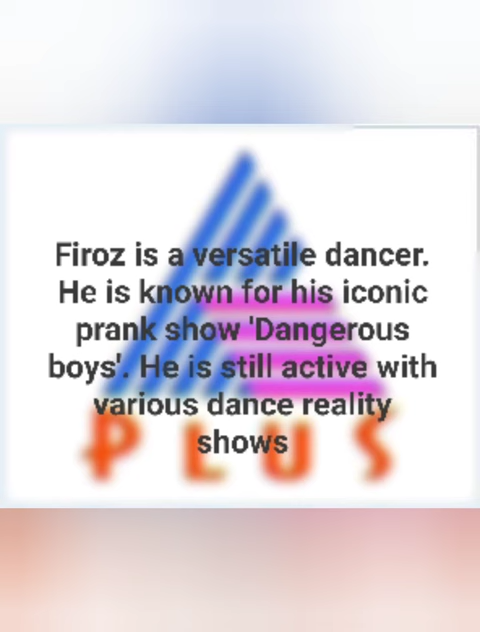 Firoz is a versatile dancer.
He is known for his iconic
prank show 'Dangerous
boys'. He is still active with
various dance reality
shows
PLUS